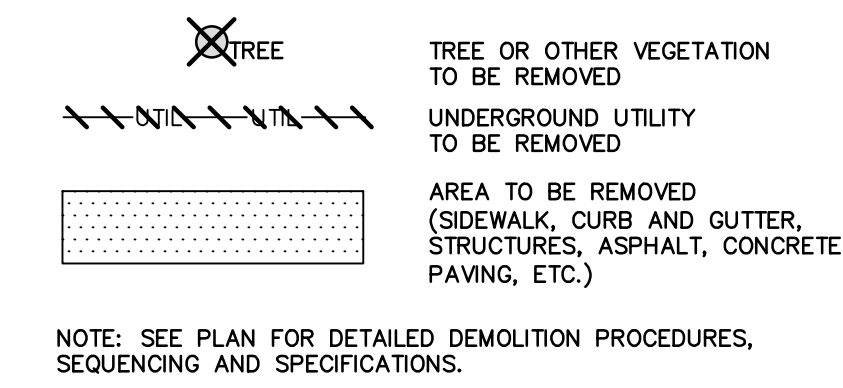 TREE
TREE OR OTHER VEGETATION
TO BE REMOVED
UTIL UTIL
UNDERGROUND UTILITY
TO BE REMOVED
AREA TO BE REMOVED
(SIDEWALK, CURB AND GUTTER,
STRUCTURES, ASPHALT, CONCRETE
PAVING, ETC.)
NOTE: SEE PLAN FOR DETAILED DEMOLITION PROCEDURES,
SEQUENCING AND SPECIFICATIONS.